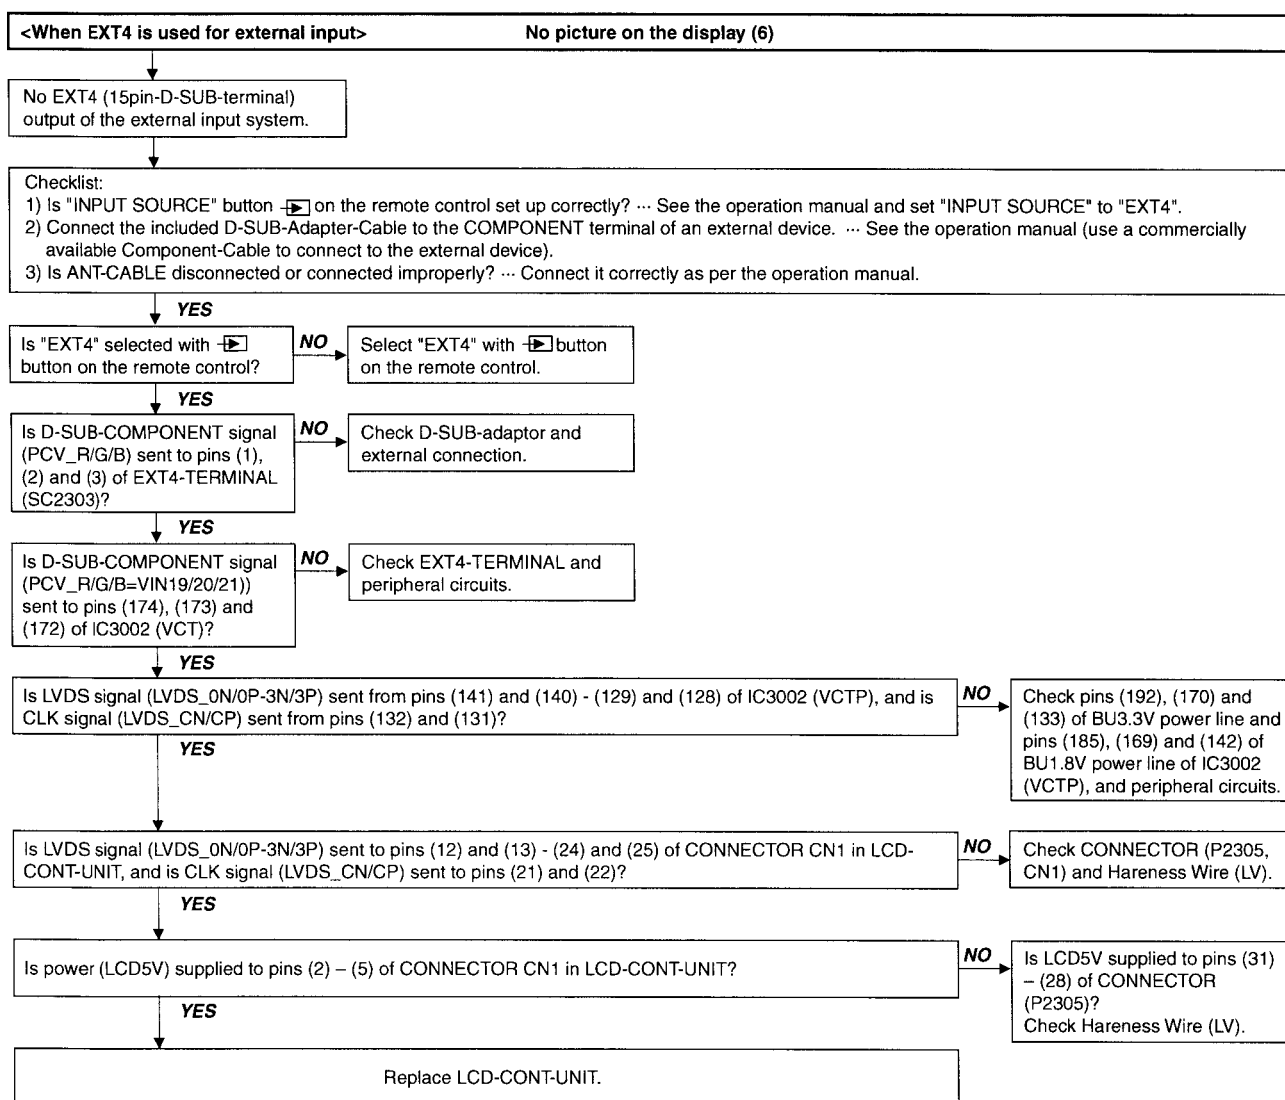 <When EXT4 is used for external input> No picture on the display (6)
No EXT4 (15pin-D-SUB-terminal)
output of the external input system.
Checklist:
1) Is "INPUT SOURCE" button on the remote control set up correctly? ··· See the operation manual and set "INPUT SOURCE" to "EXT4".
2) Connect the included D-SUB-Adapter-Cable to the COMPONENT terminal of an external device. ··· See the operation manual (use a commercially
available Component-Cable to connect to the external device).
3) Is ANT-CABLE disconnected or connected improperly? ··· Connect it correctly as per the operation manual.
YES
Is "EXT4" selected with
button on the remote control?
NO
Select "EXT4" with button
on the remote control.
YES
Is D-SUB-COMPONENT signal
(PCV_R/G/B) sent to pins (1),
(2) and (3) of EXT4-TERMINAL
(SC2303)?
NO
Check D-SUB-adaptor and
external connection.
YES
Is D-SUB-COMPONENT signal
(PCV_R/G/B=VIN19/20/21))
sent to pins (174), (173) and
(172) of IC3002 (VCT)?
NO
Check EXT4-TERMINAL and
peripheral circuits.
YES
Is LVDS signal (LVDS_0N/0P-3N/3P) sent from pins (141) and (140) - (129) and (128) of IC3002 (VCTP), and is
CLK signal (LVDS_CN/CP) sent from pins (132) and (131)?
NO
Check pins (192), (170) and
(133) of BU3.3V power line and
pins (185), (169) and (142) of
BU1.8V power line of IC3002
(VCTP), and peripheral circuits.
YES
Is LVDS signal (LVDS_0N/0P-3N/3P) sent to pins (12) and (13) - (24) and (25) of CONNECTOR CN1 in LCD-
CONT-UNIT, and is CLK signal (LVDS_CN/CP) sent to pins (21) and (22)?
NO
Check CONNECTOR (P2305,
CN1) and Hareness Wire (LV).
YES
Is power (LCD5V) supplied to pins (2) – (5) of CONNECTOR CN1 in LCD-CONT-UNIT?
NO
Is LCD5V supplied to pins (31)
– (28) of CONNECTOR
(P2305)?
Check Hareness Wire (LV).
YES
Replace LCD-CONT-UNIT.